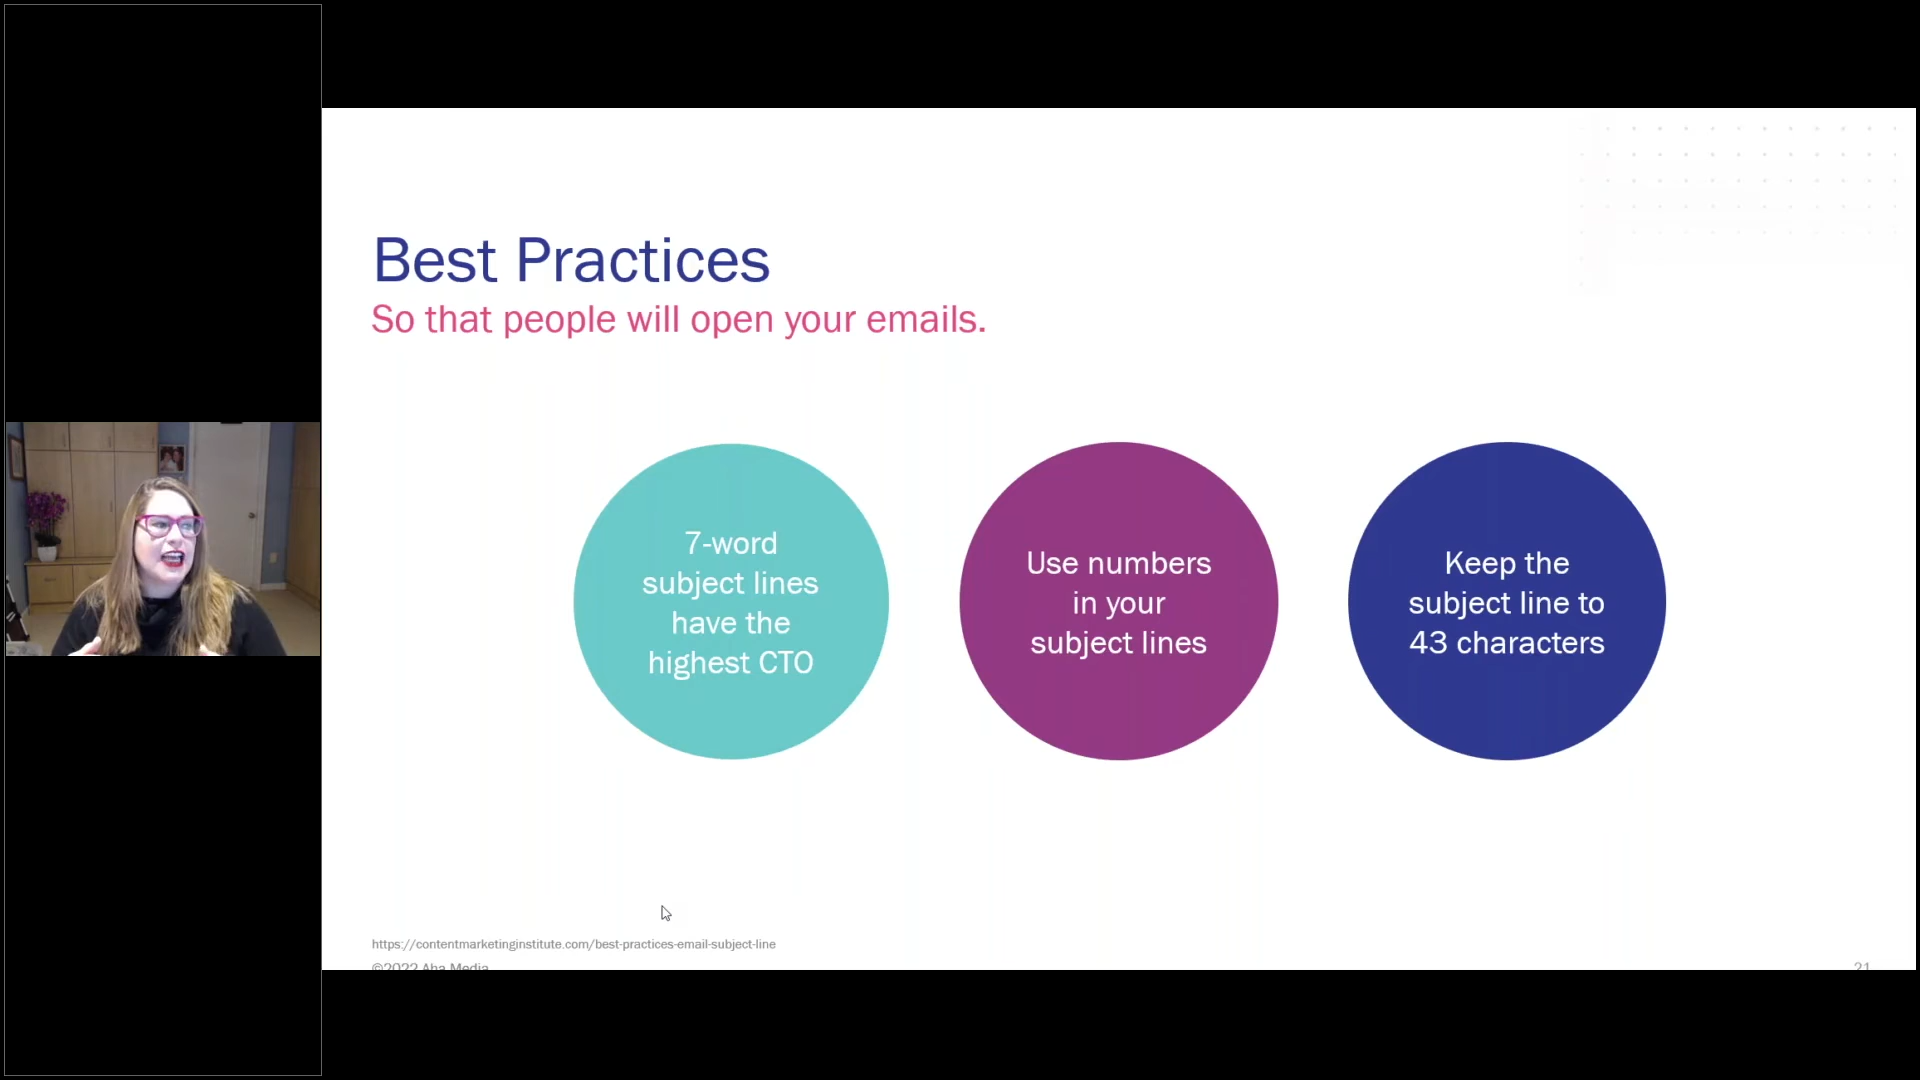 Best Practices
So that people will open your emails.
7-word
subject lines
have the
highest CTO
Use numbers
in your
subject lines
Keep the
subject line to
43 characters
https://contentmarketinginstitute.com/best-practices-email-subject-line
©2022 Aha Media
21